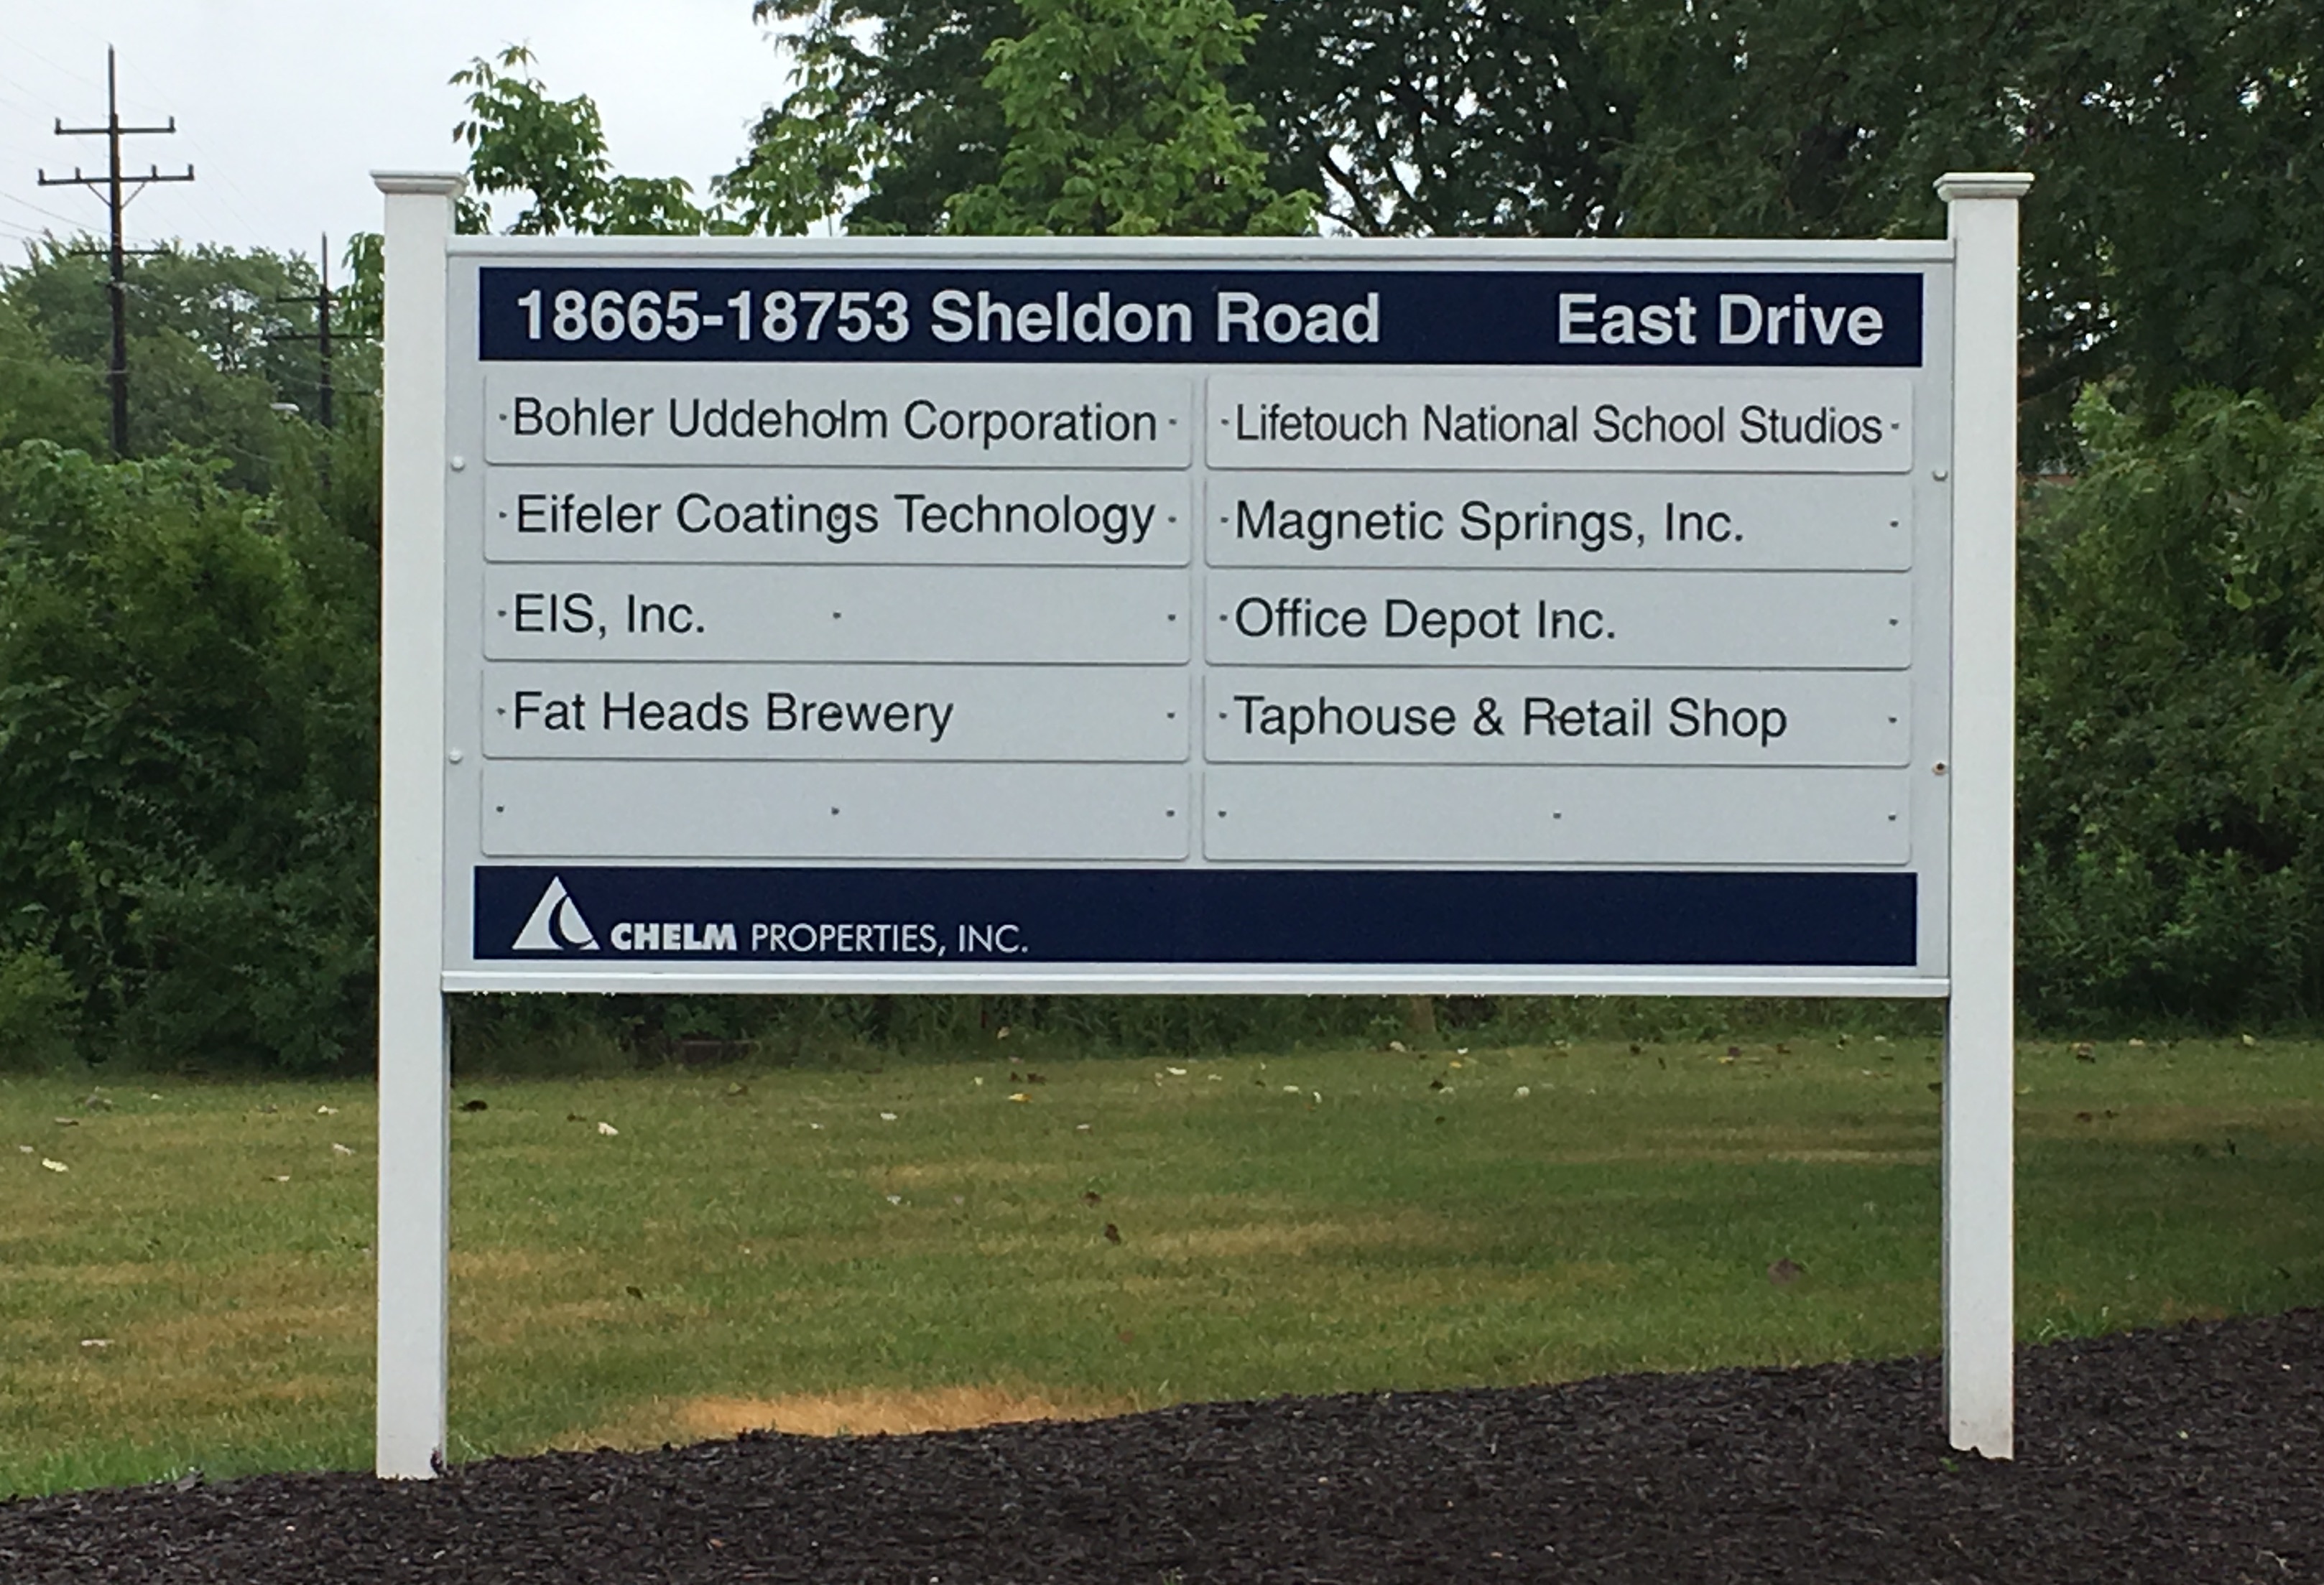 18665-18753 Sheldon Road East Drive
Bohler Uddeholm Corporation
Eifeler Coatings Technology
EIS, Inc.
Fat Heads Brewery
Lifetouch National School Studios
Magnetic Springs, Inc.
Office Depot Inc.
Taphouse & Retail Shop
CHELM PROPERTIES, INC.